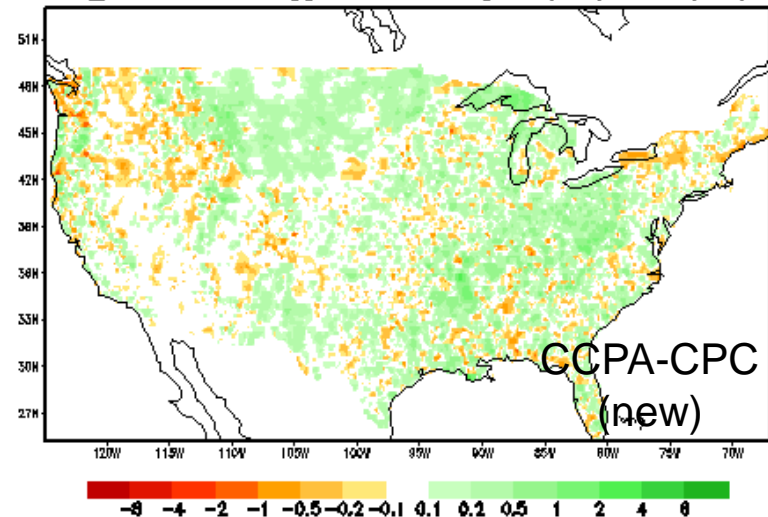 51N
48N
45N
42N
39N
36N
33N
30N
27N
CCPA-CPC
(new)
120W 115W 110W 105W 100W 95W 90W 85W 80W 75W 70W
-8 -4 -2 -1 -0.5 -0.2 -0.1 0.1 0.2 0.5 1 2 4 8